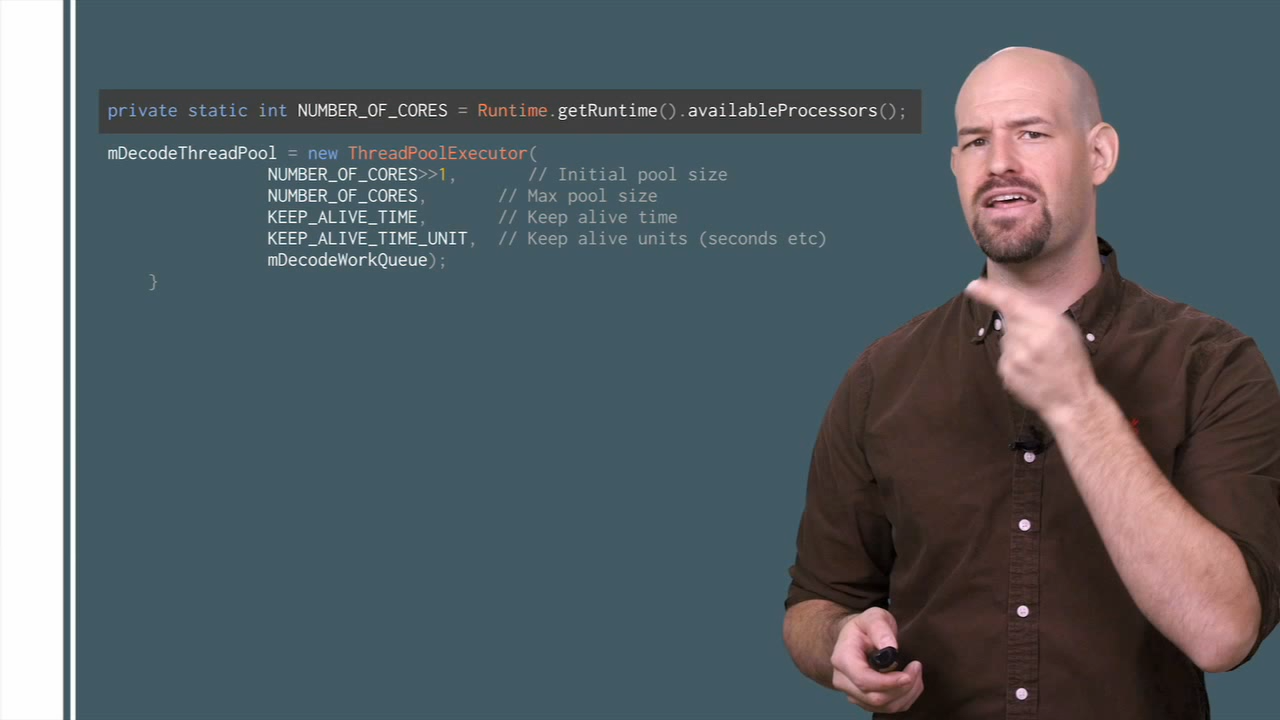 private static int NUMBER_OF_CORES = Runtime.getRuntime().availableProcessors();
mDecodeThreadPool = new ThreadPoolExecutor(
NUMBER_OF_CORES>>1, // Initial pool size
NUMBER_OF_CORES, // Max pool size
KEEP_ALIVE_TIME, // Keep alive time
KEEP_ALIVE_TIME_UNIT, // Keep alive units (seconds etc)
mDecodeWorkQueue);
}